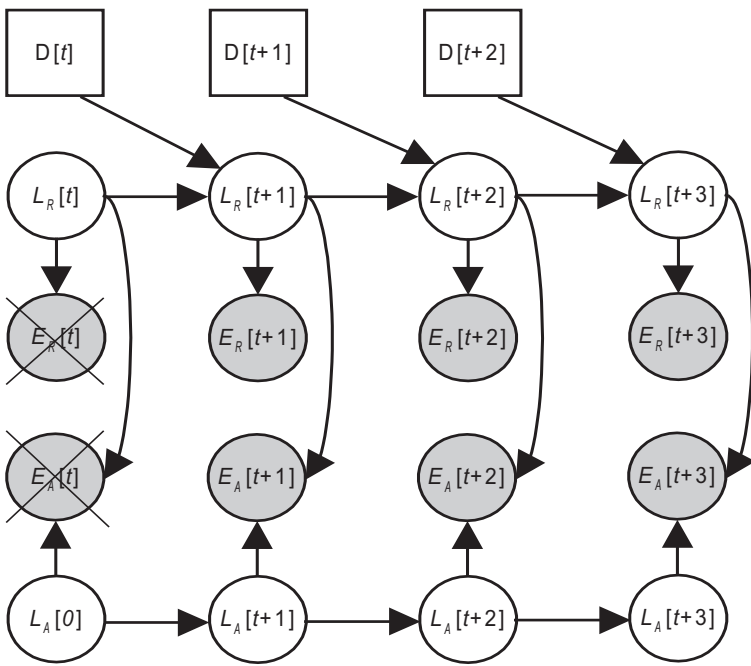 D[t] D[t+1] D[t+2]
L_R[t] L_R[t+1] L_R[t+2] L_R[t+3]
E_R[t] E_R[t+1] E_R[t+2] E_R[t+3]
E_A[t] E_A[t+1] E_A[t+2] E_A[t+3]
L_A[0] L_A[t+1] L_A[t+2] L_A[t+3]